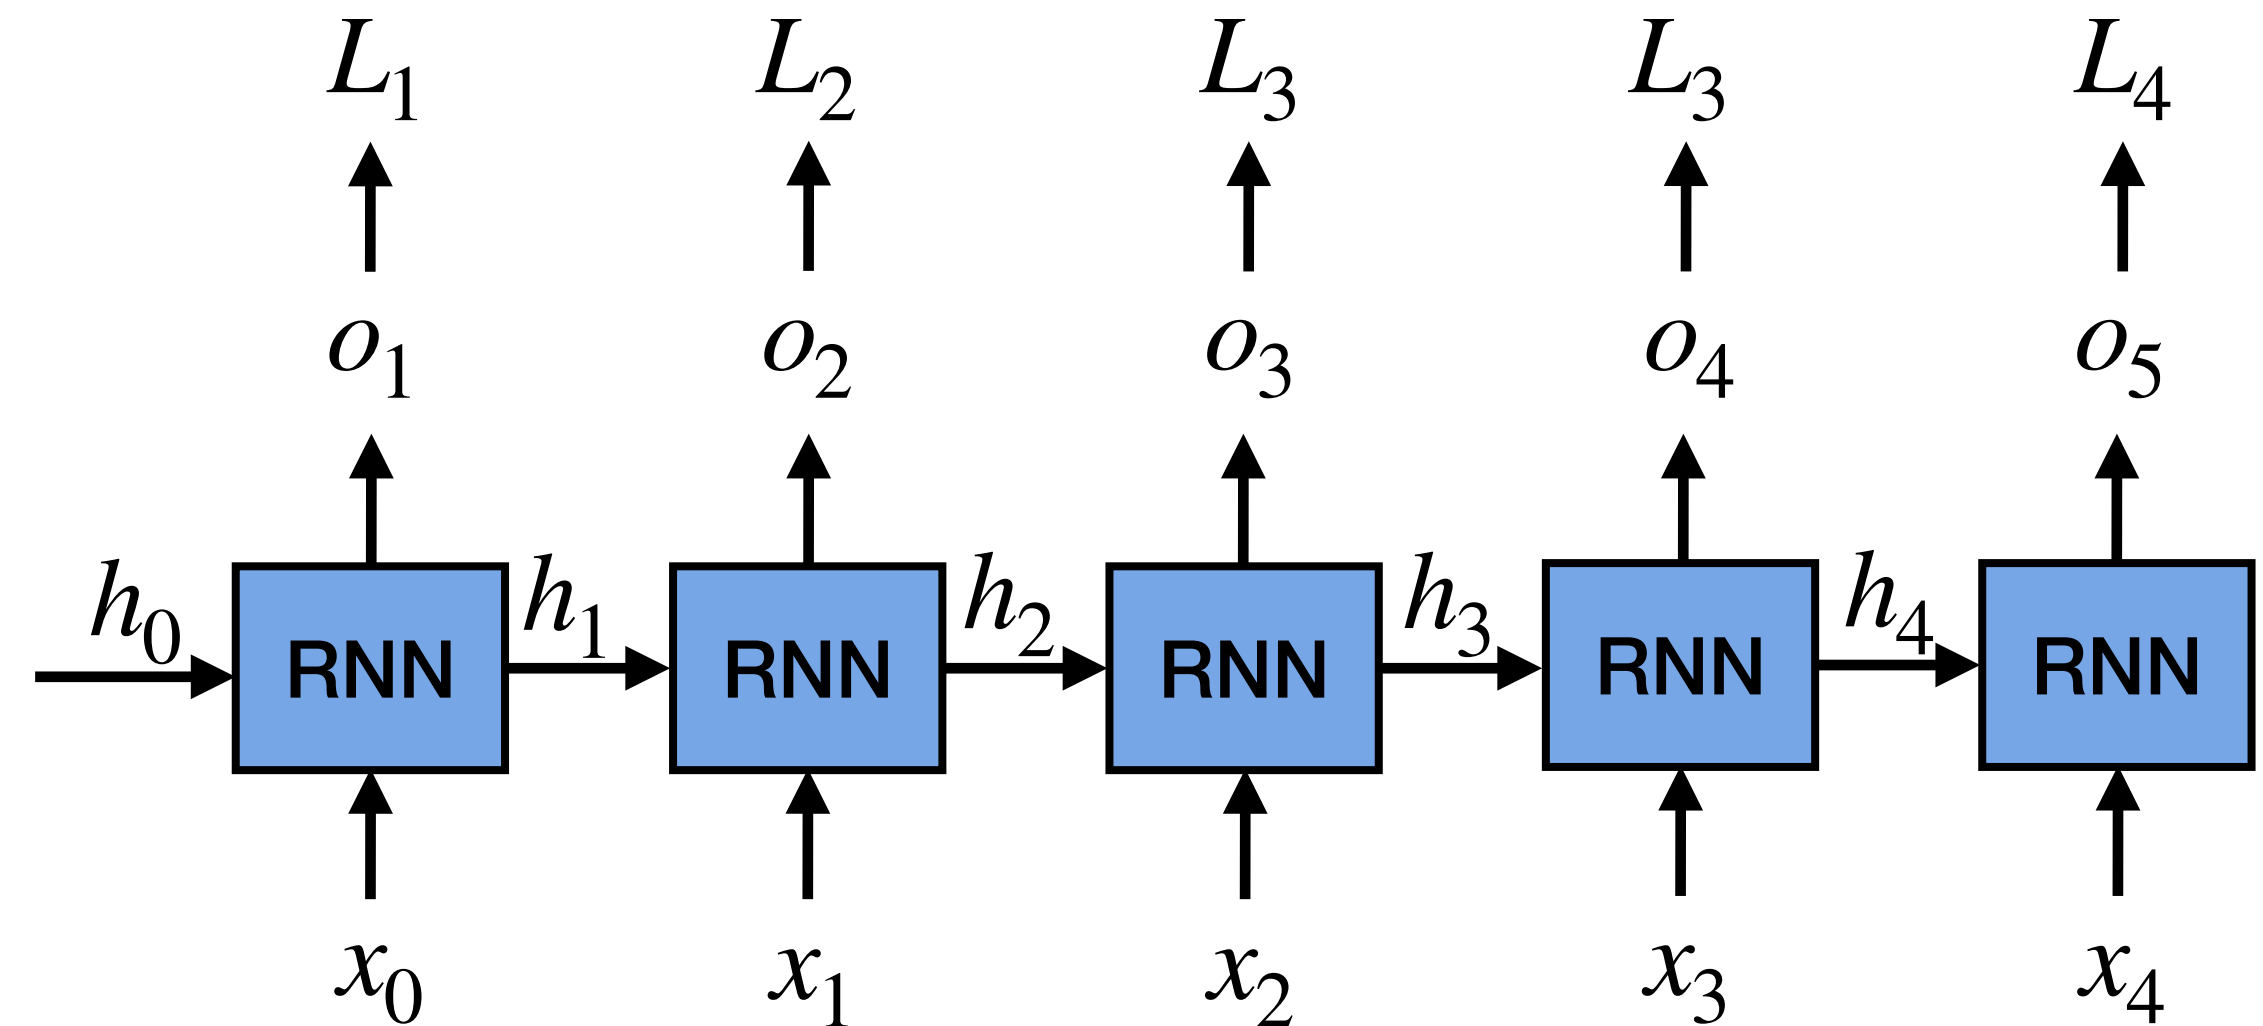 L₁ L₂ L₃ L₃ L₄
o₁ o₂ o₃ o₄ o₅
h₀ h₁ h₂ h₃ h₄
RNN RNN RNN RNN RNN
x₀ x₁ x₂ x₃ x₄